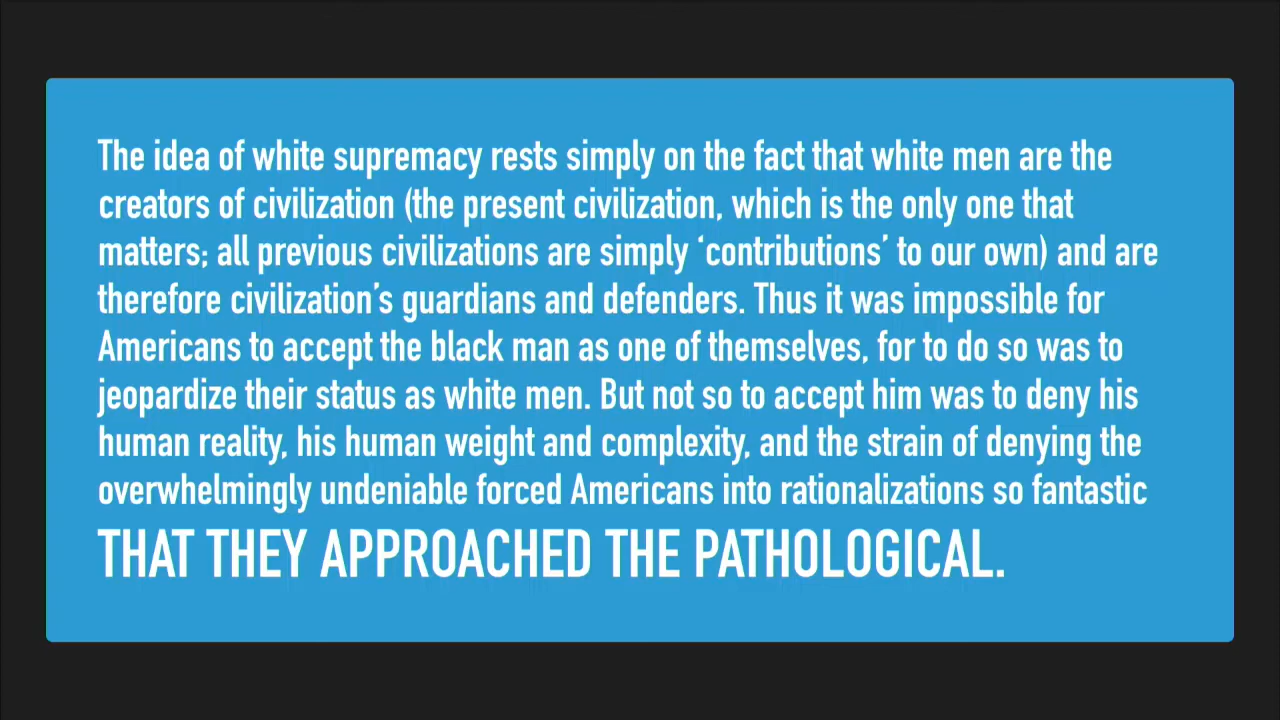 The idea of white supremacy rests simply on the fact that white men are the
creators of civilization (the present civilization, which is the only one that
matters; all previous civilizations are simply ‘contributions’ to our own) and are
therefore civilization’s guardians and defenders. Thus it was impossible for
Americans to accept the black man as one of themselves, for to do so was to
jeopardize their status as white men. But not so to accept him was to deny his
human reality, his human weight and complexity, and the strain of denying the
overwhelmingly undeniable forced Americans into rationalizations so fantastic
THAT THEY APPROACHED THE PATHOLOGICAL.